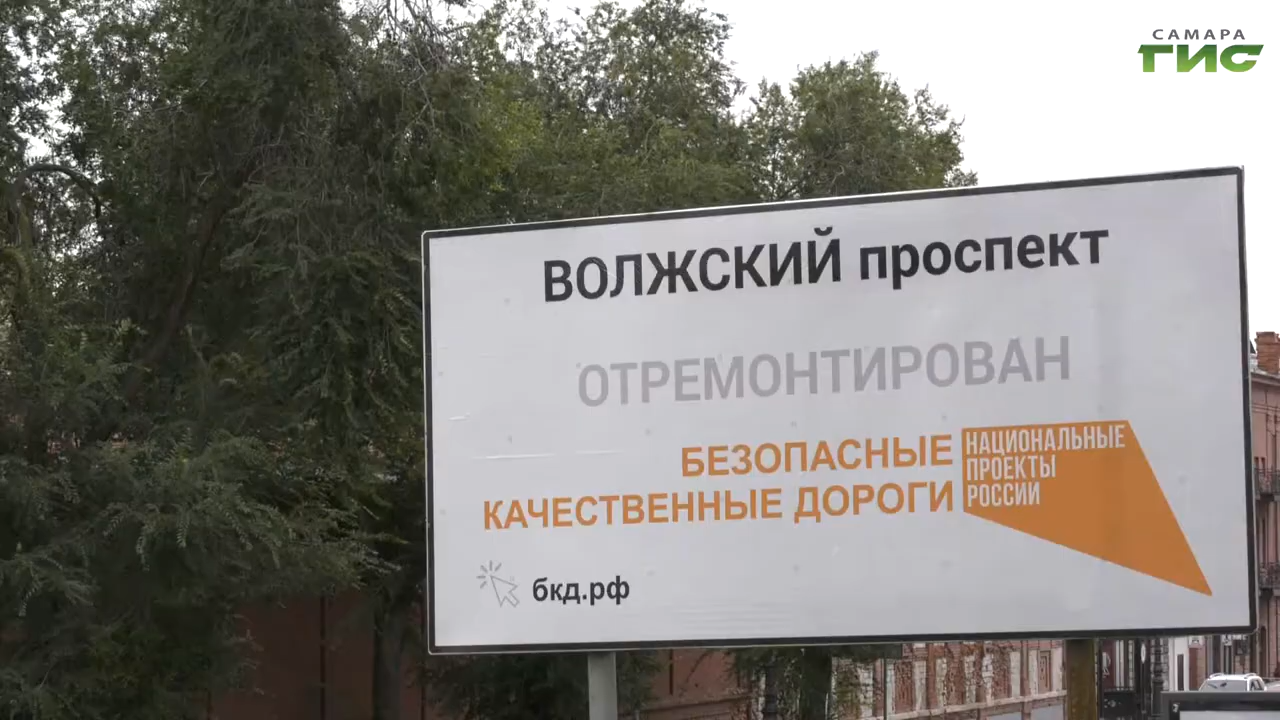 САМАРА
ГИС
ВОЛЖСКИЙ проспект
ОТРЕМОНТИРОВАН
БЕЗОПАСНЫЕ
КАЧЕСТВЕННЫЕ ДОРОГИ
НАЦИОНАЛЬНЫЕ
ПРОЕКТЫ
РОССИИ
бкд.рф